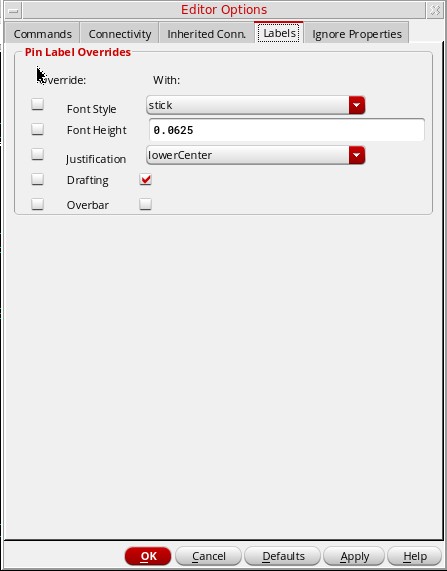 Editor Options
Commands Connectivity Inherited Conn. Labels Ignore Properties
Pin Label Overrides
Override: With:
Font Style stick
Font Height 0.0625
Justification lowerCenter
Drafting
Overbar
OK Cancel Defaults Apply Help